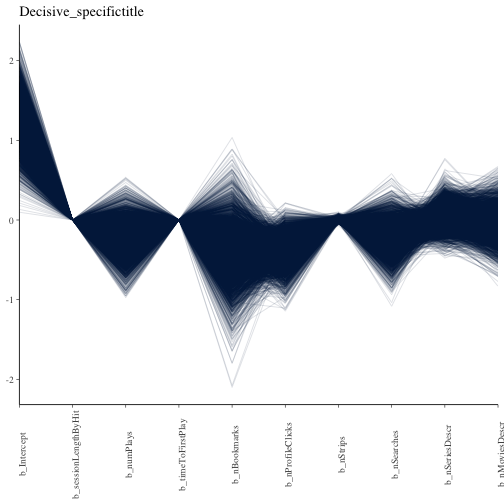 Decisive_specifictitle
2
1
0
-1
-2
b_Intercept
b_sessionLengthByHit
b_numPlays
b_timeToFirstPlay
b_nBookmarks
b_nProfileClicks
b_nStrips
b_nSearches
b_nSeriesDescr
b_nMoviesDescr